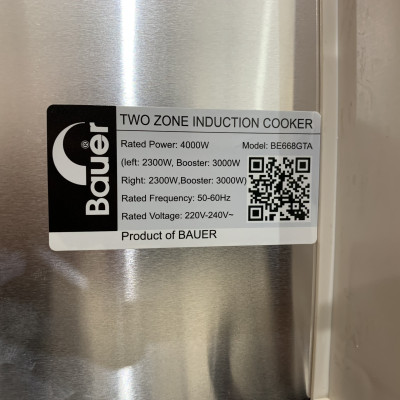 Bauer
TWO ZONE INDUCTION COOKER
Rated Power: 4000W Model: BE668GTA
(left: 2300W, Booster: 3000W
Right: 2300W,Booster: 3000W)
Rated Frequency: 50-60Hz
Rated Voltage: 220V-240V~
Product of BAUER